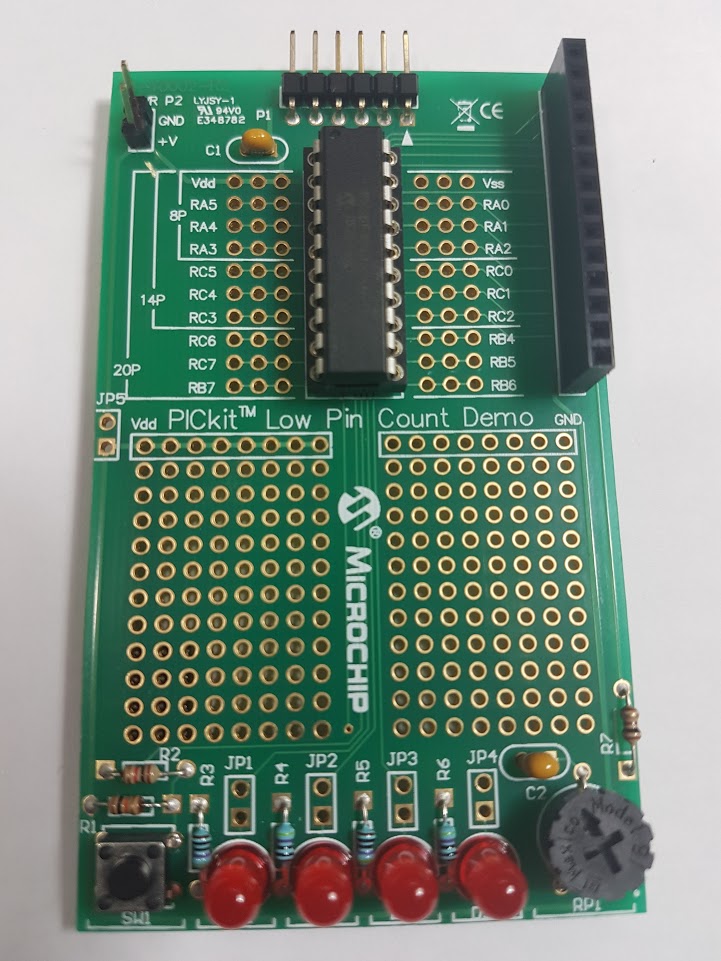 P2
LYJSY-1
94V0
E348782
GND
+V
P1
C1
CE
Vdd
Vss
RA5
RA0
8P
RA4
RA1
RA3
RA2
RC5
RC0
14P
RC4
RC1
RC3
RC2
RC6
RB4
20P
RC7
RB5
RB7
RB6
JP5
Vdd PICkit™ Low Pin Count Demo GND
MICROCHIP®
R7
R2
R3
JP1
R4
JP2
R5
JP3
R6
JP4
C2
R1
SW1
RP1